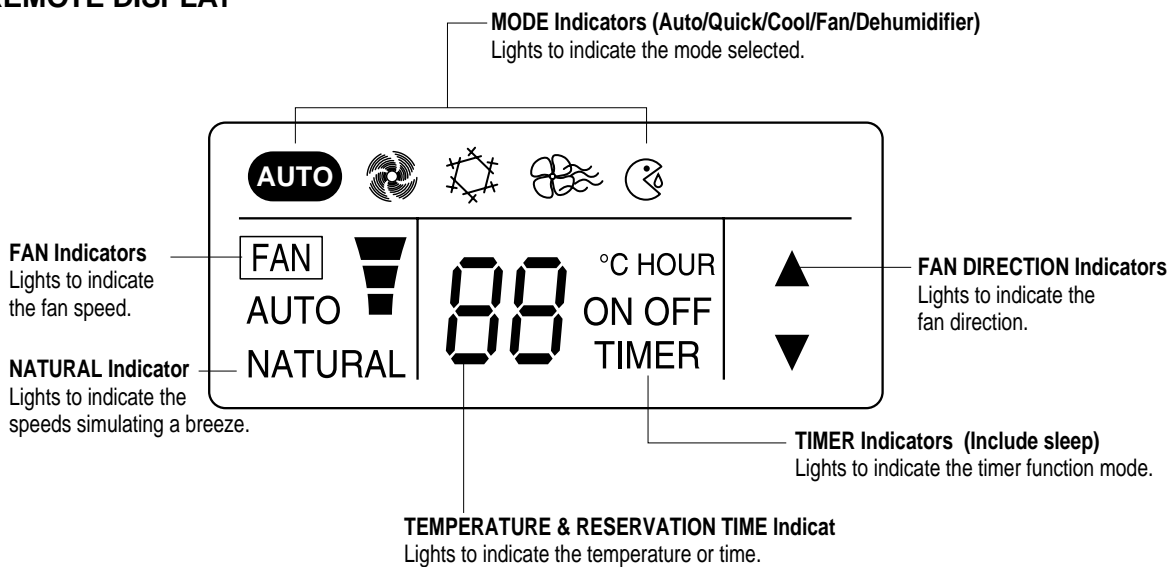 REMOTE DISPLAY
MODE Indicators (Auto/Quick/Cool/Fan/Dehumidifier)
Lights to indicate the mode selected.
AUTO
FAN Indicators
Lights to indicate
the fan speed.
FAN
AUTO
NATURAL
NATURAL Indicator
Lights to indicate the
speeds simulating a breeze.
88
°C HOUR
ON OFF
TIMER
FAN DIRECTION Indicators
Lights to indicate the
fan direction.
TIMER Indicators (Include sleep)
Lights to indicate the timer function mode.
TEMPERATURE & RESERVATION TIME Indicat
Lights to indicate the temperature or time.